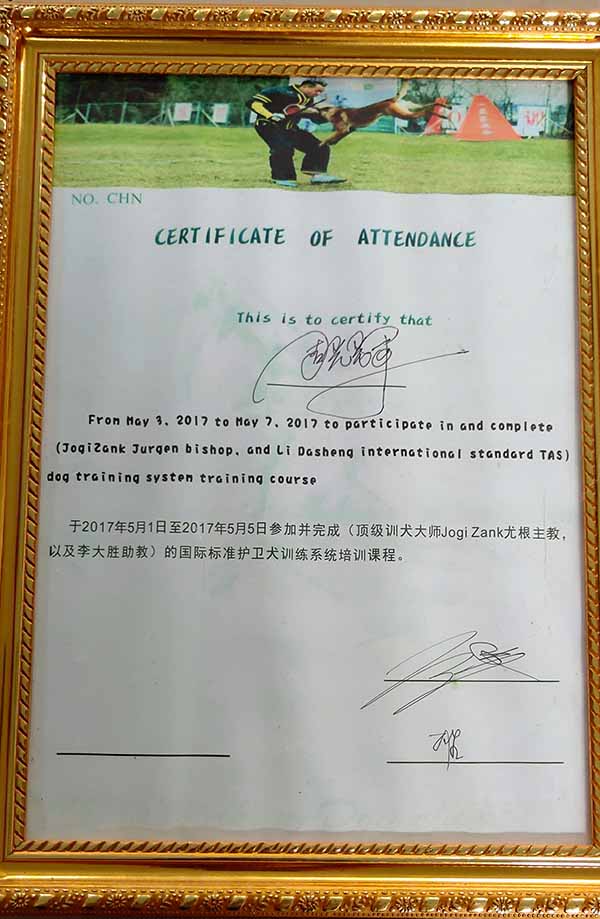 NO. CHN
CERTIFICATE OF ATTENDANCE
This is to certify that
From May 3, 2017 to May 7, 2017 to participate in and complete
(JogiZank Jurgen bishop, and Li Dasheng international standard TAS)
dog training system training course
于2017年5月1日至2017年5月5日参加并完成（顶级训犬大师Jogi Zank尤根主教，
以及李大胜助教）的国际标准护卫犬训练系统培训课程。